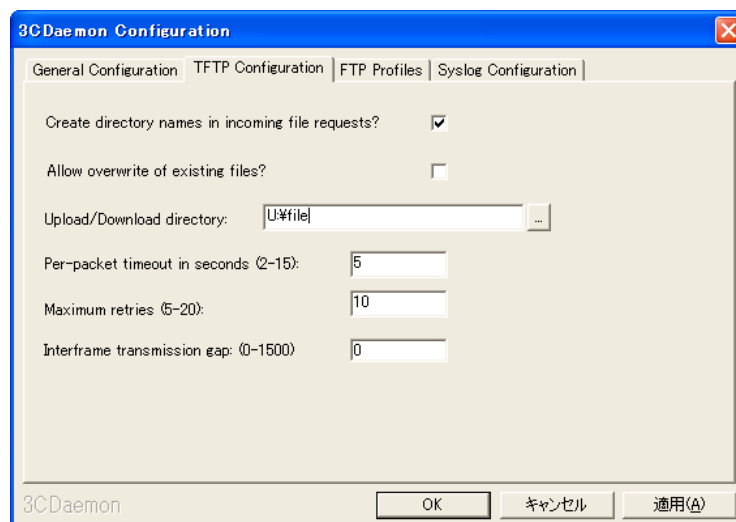 3CDaemon Configuration
General Configuration TFTP Configuration FTP Profiles Syslog Configuration
Create directory names in incoming file requests?
Allow overwrite of existing files?
Upload/Download directory: U:¥file ...
Per-packet timeout in seconds (2-15): 5
Maximum retries (5-20): 10
Interframe transmission gap: (0-1500) 0
3CDaemon OK キャンセル 適用(A)